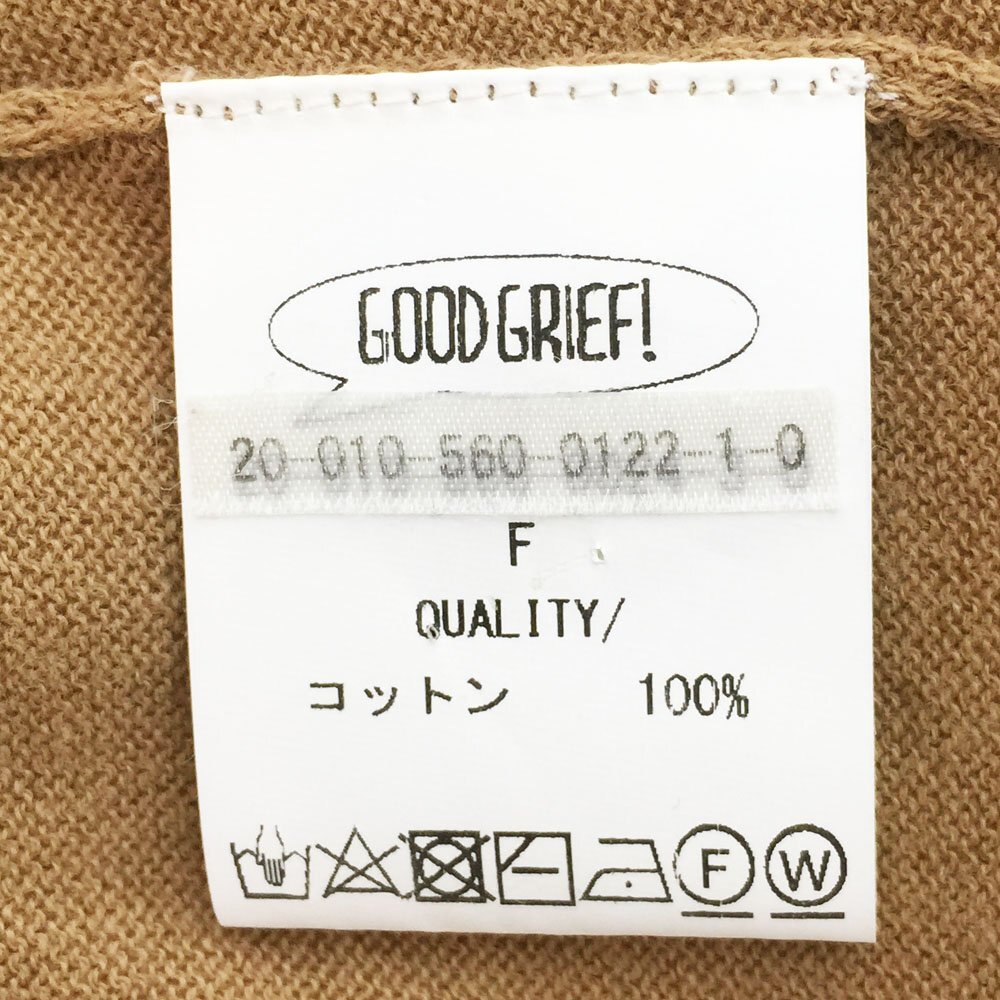 GOOD GRIEF!
20-010-560-0122-1-0
F
QUALITY/
コットン 100%
F W